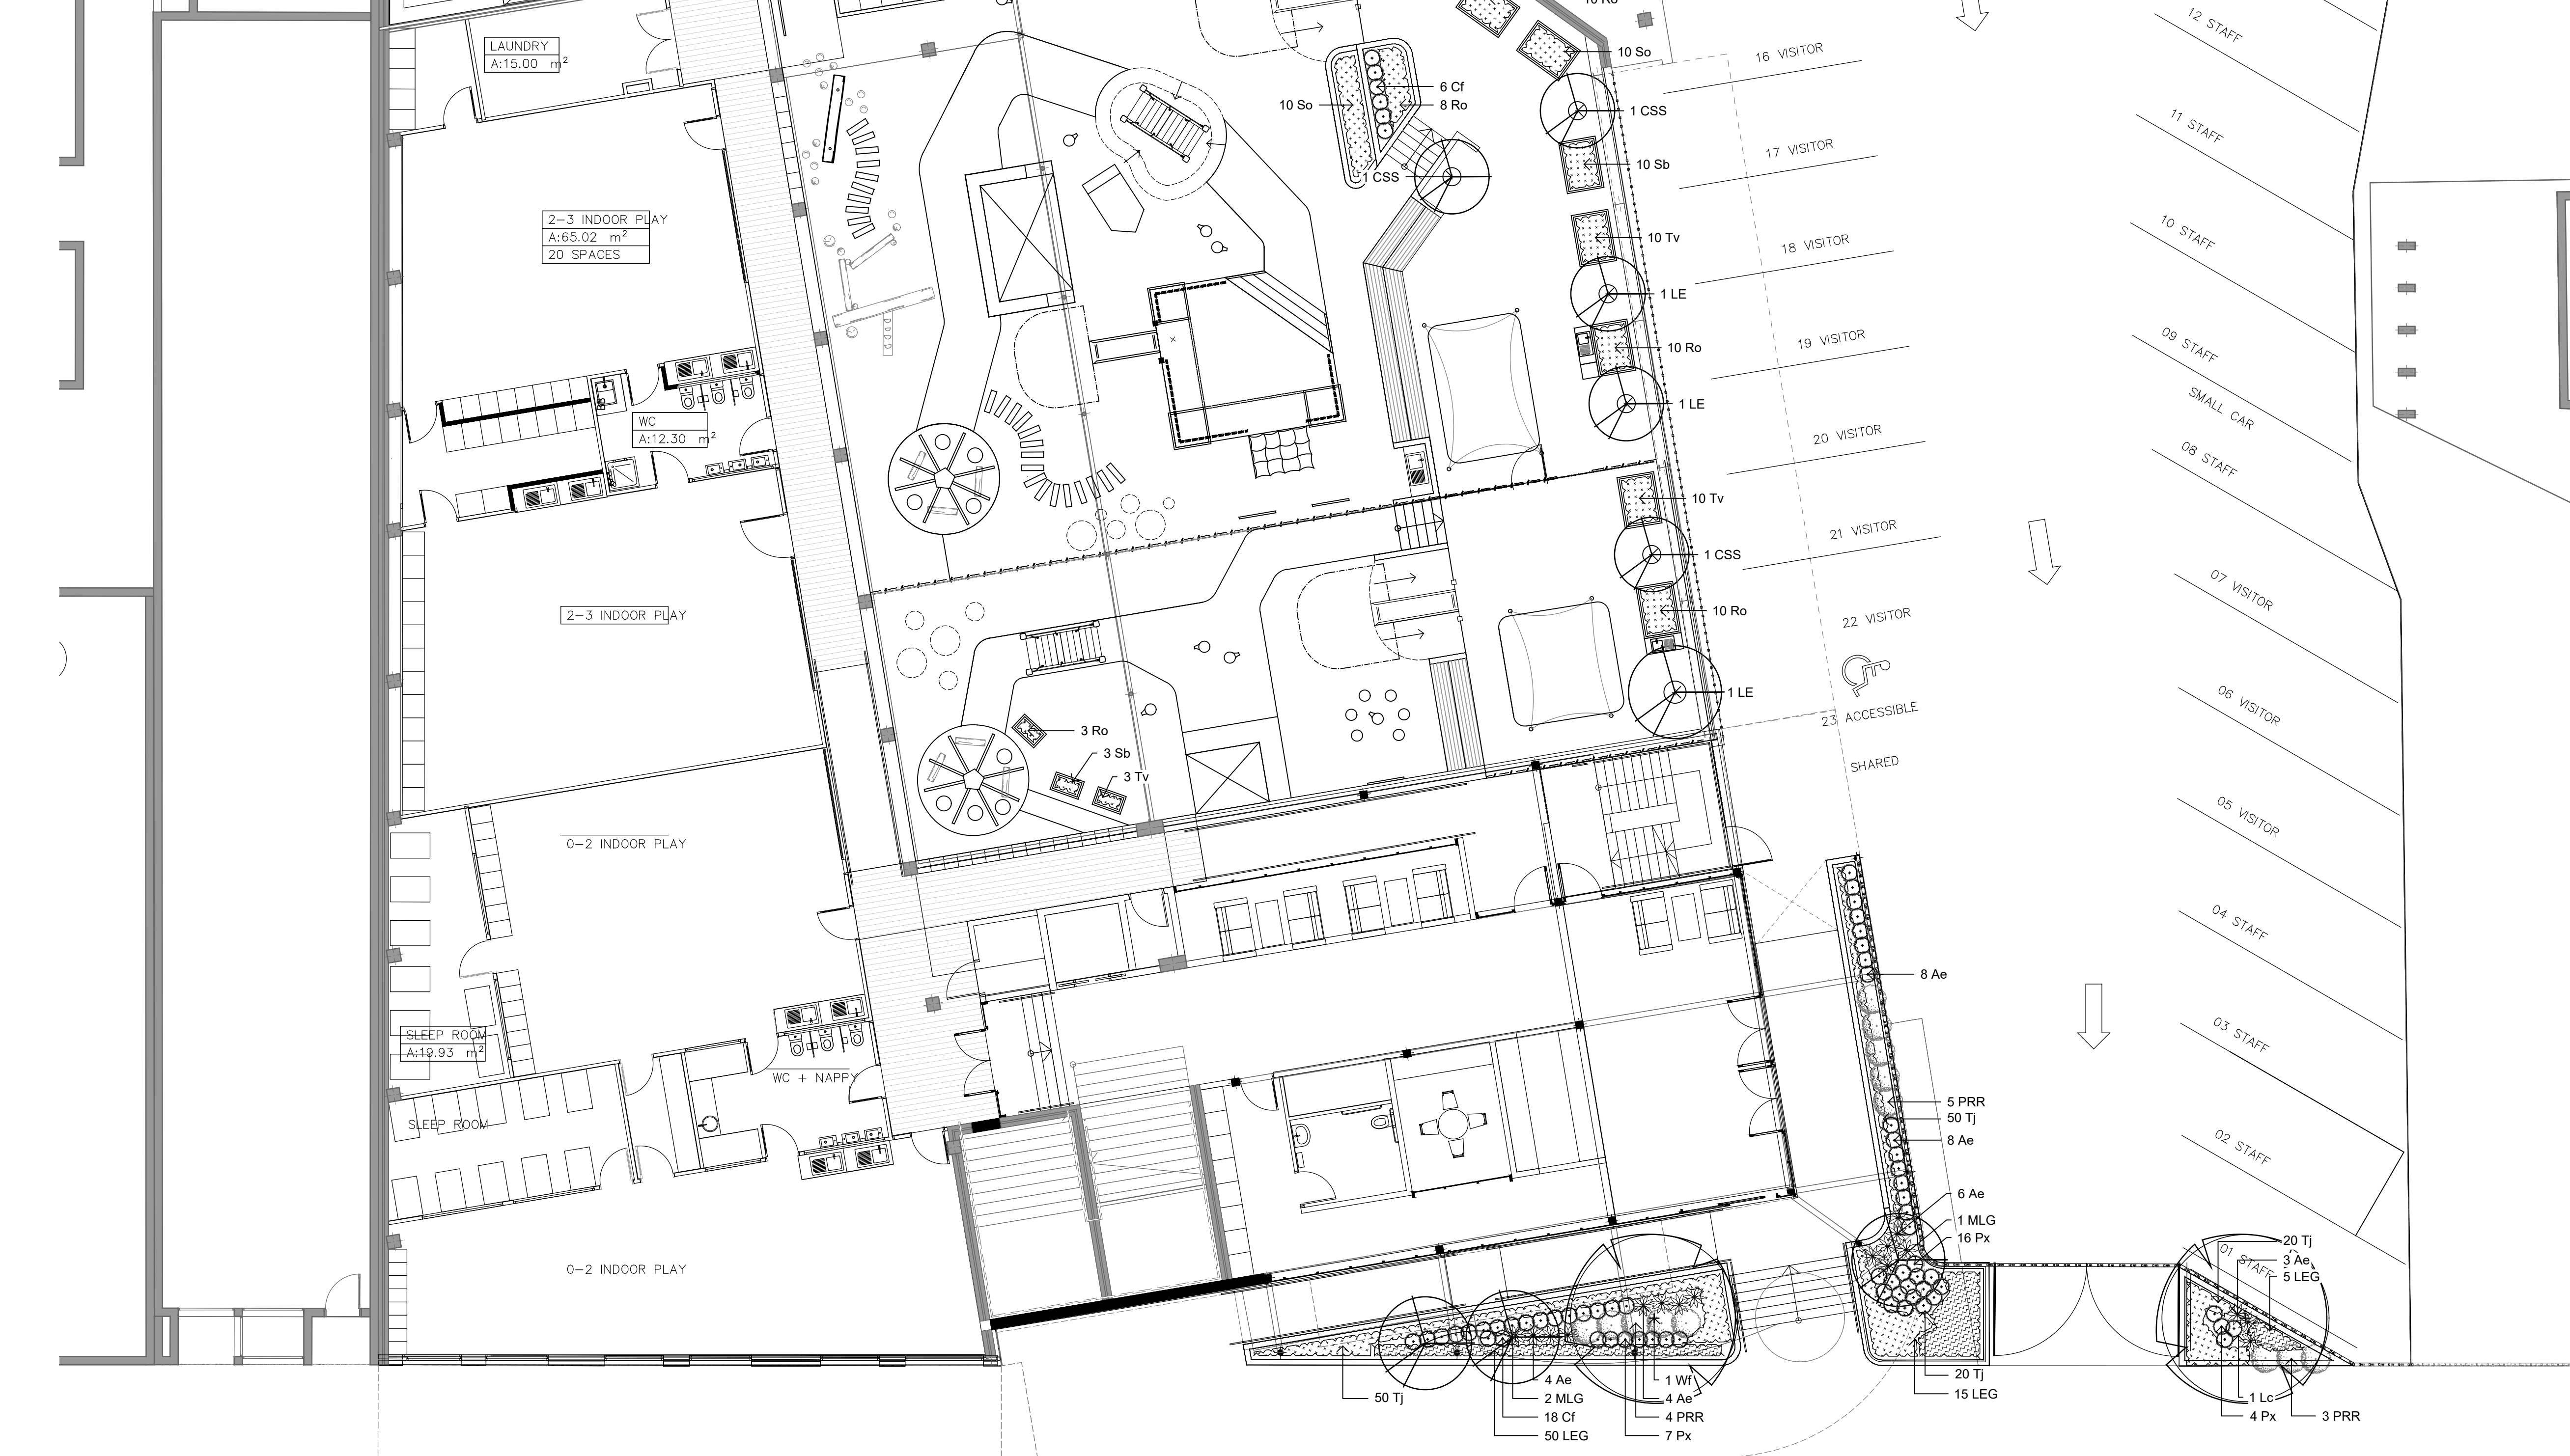 LAUNDRY
A:15.00 m²
2-3 INDOOR PLAY
A:65.02 m²
20 SPACES
WC
A:12.30 m²
2-3 INDOOR PLAY
0-2 INDOOR PLAY
SLEEP ROOM
A:19.93 m²
SLEEP ROOM
WC + NAPPY
0-2 INDOOR PLAY
10 Ro
10 So
6 Cf
8 Ro
10 So
1 CSS
1 CSS
10 Sb
10 Tv
1 LE
10 Ro
1 LE
10 Tv
1 CSS
10 Ro
1 LE
3 Ro
3 Sb
3 Tv
16 VISITOR
17 VISITOR
18 VISITOR
19 VISITOR
20 VISITOR
21 VISITOR
22 VISITOR
23 ACCESSIBLE
SHARED
12 STAFF
11 STAFF
10 STAFF
09 STAFF
SMALL CAR
08 STAFF
07 VISITOR
06 VISITOR
05 VISITOR
04 STAFF
03 STAFF
02 STAFF
01 STAFF
8 Ae
5 PRR
50 Tj
8 Ae
6 Ae
1 MLG
16 Px
20 Tj
3 Ae
5 LEG
50 Tj
4 Ae
2 MLG
18 Cf
50 LEG
1 Wf
4 Ae
4 PRR
7 Px
20 Tj
15 LEG
1 Lc
4 Px
3 PRR